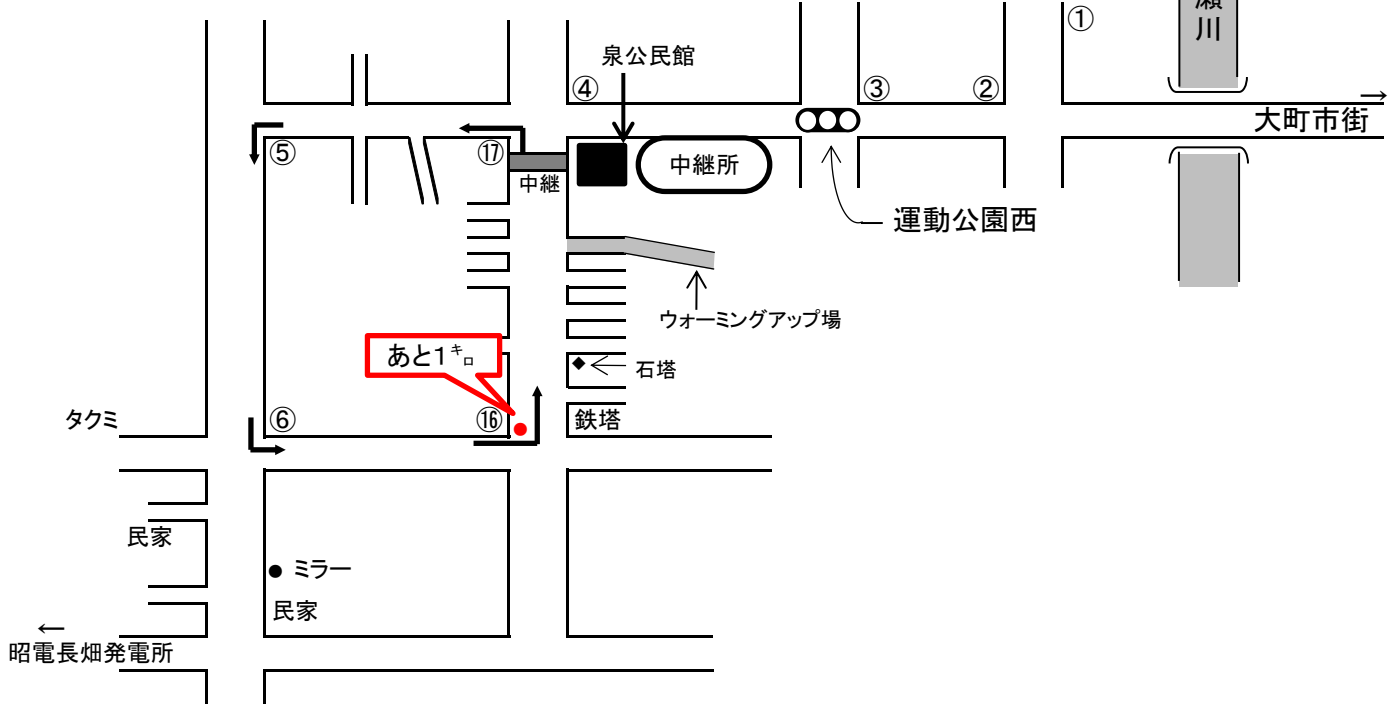 瀬川
①
泉公民館
④
③
②
→
大町市街
⑤
⑰
中継
中継所
運動公園西
ウォーミングアップ場
あと1㌔
石塔
タクミ
⑥
⑯
鉄塔
民家
ミラー
民家
←
昭電長畑発電所